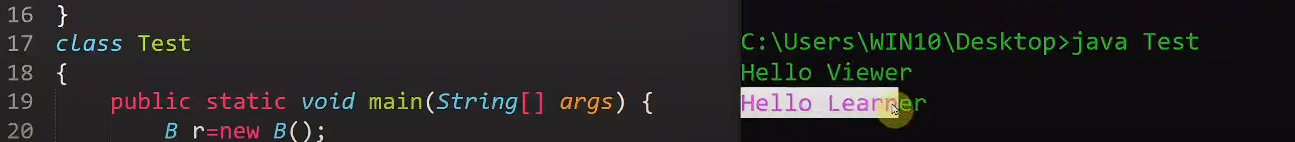 16 }
17 class Test
18 {
19 public static void main(String[] args) {
20 B r=new B();
C:\Users\WIN10\Desktop>java Test
Hello Viewer
Hello Learner